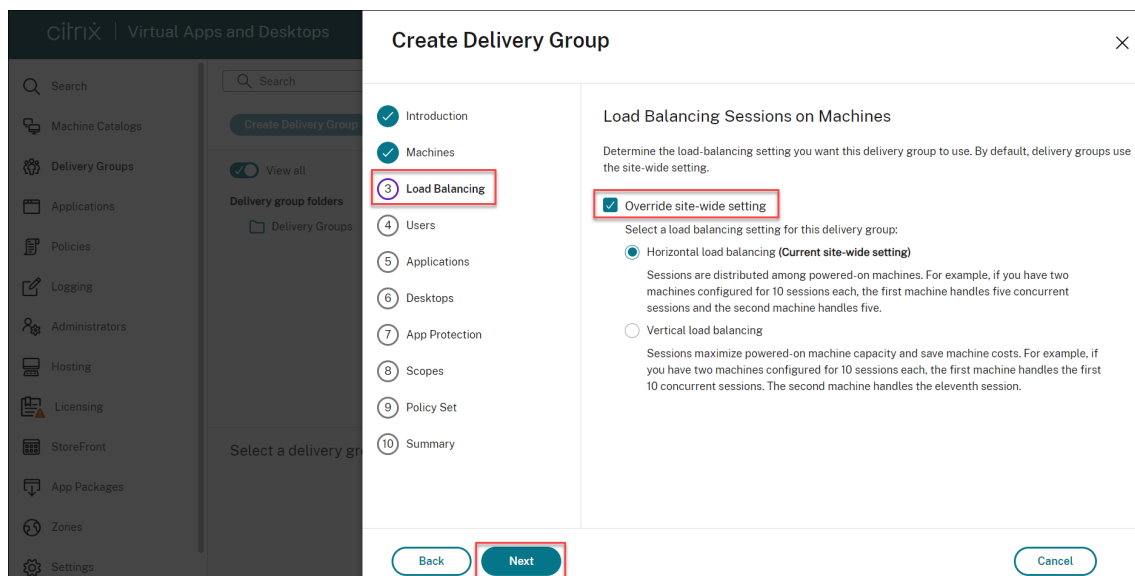 citrix | Virtual Apps and Desktops
Search
Machine Catalogs
Delivery Groups
Applications
Policies
Logging
Administrators
Hosting
Licensing
StoreFront
App Packages
Zones
Settings
Search
Create Delivery Group
View all
Delivery group folders
Delivery Groups
Select a delivery gr
Create Delivery Group
Introduction
Machines
3 Load Balancing
4 Users
5 Applications
6 Desktops
7 App Protection
8 Scopes
9 Policy Set
10 Summary
Load Balancing Sessions on Machines
Determine the load-balancing setting you want this delivery group to use. By default, delivery groups use
the site-wide setting.
Override site-wide setting
Select a load balancing setting for this delivery group:
Horizontal load balancing (Current site-wide setting)
Sessions are distributed among powered-on machines. For example, if you have two
machines configured for 10 sessions each, the first machine handles five concurrent
sessions and the second machine handles five.
Vertical load balancing
Sessions maximize powered-on machine capacity and save machine costs. For example, if
you have two machines configured for 10 sessions each, the first machine handles the first
10 concurrent sessions. The second machine handles the eleventh session.
Back
Next
Cancel